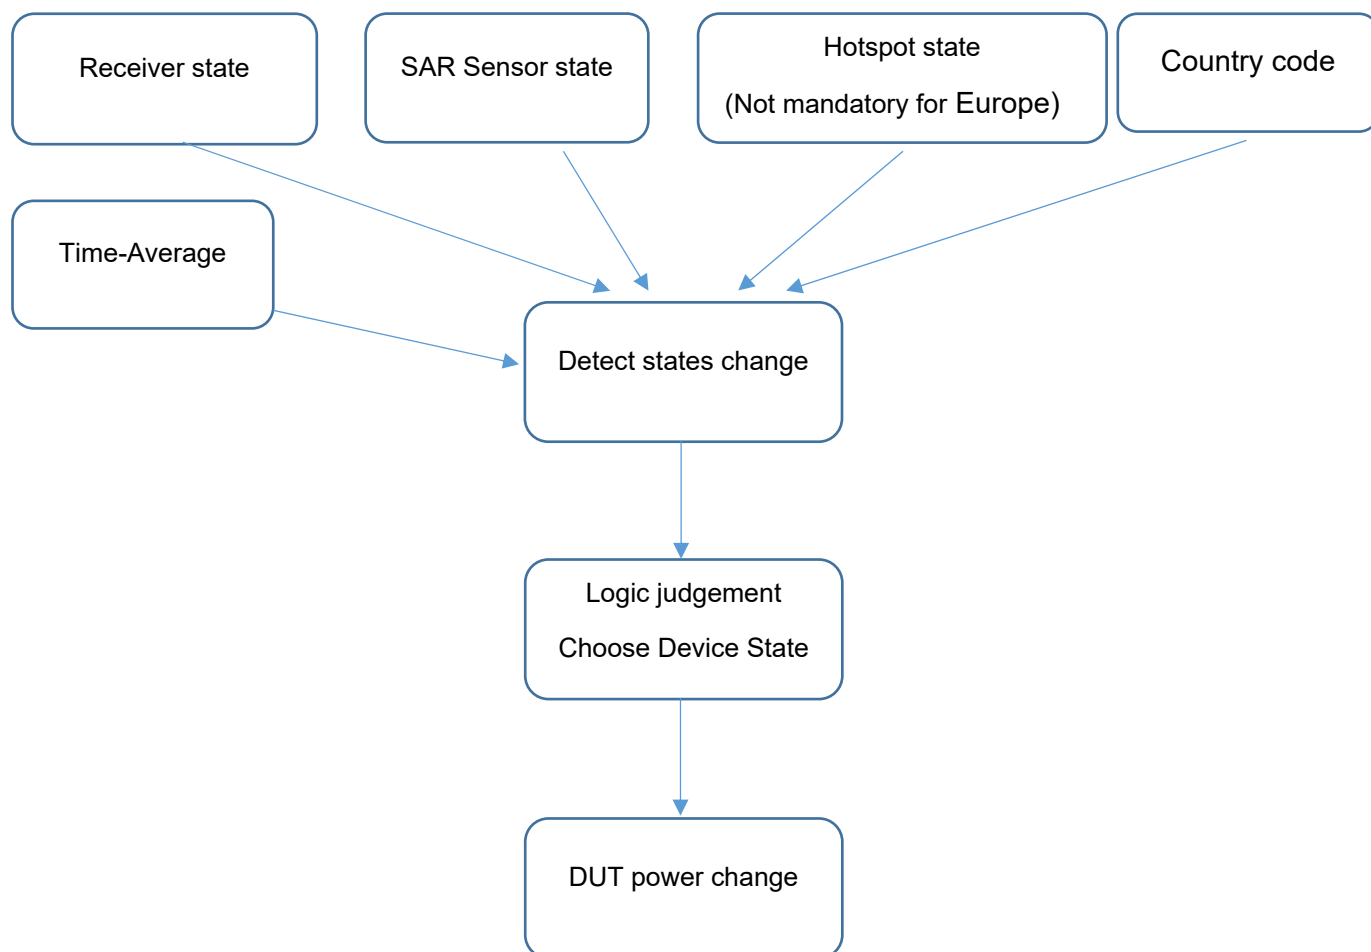 Receiver state
SAR Sensor state
Hotspot state
(Not mandatory for Europe)
Country code
Time-Average
Detect states change
Logic judgement
Choose Device State
DUT power change